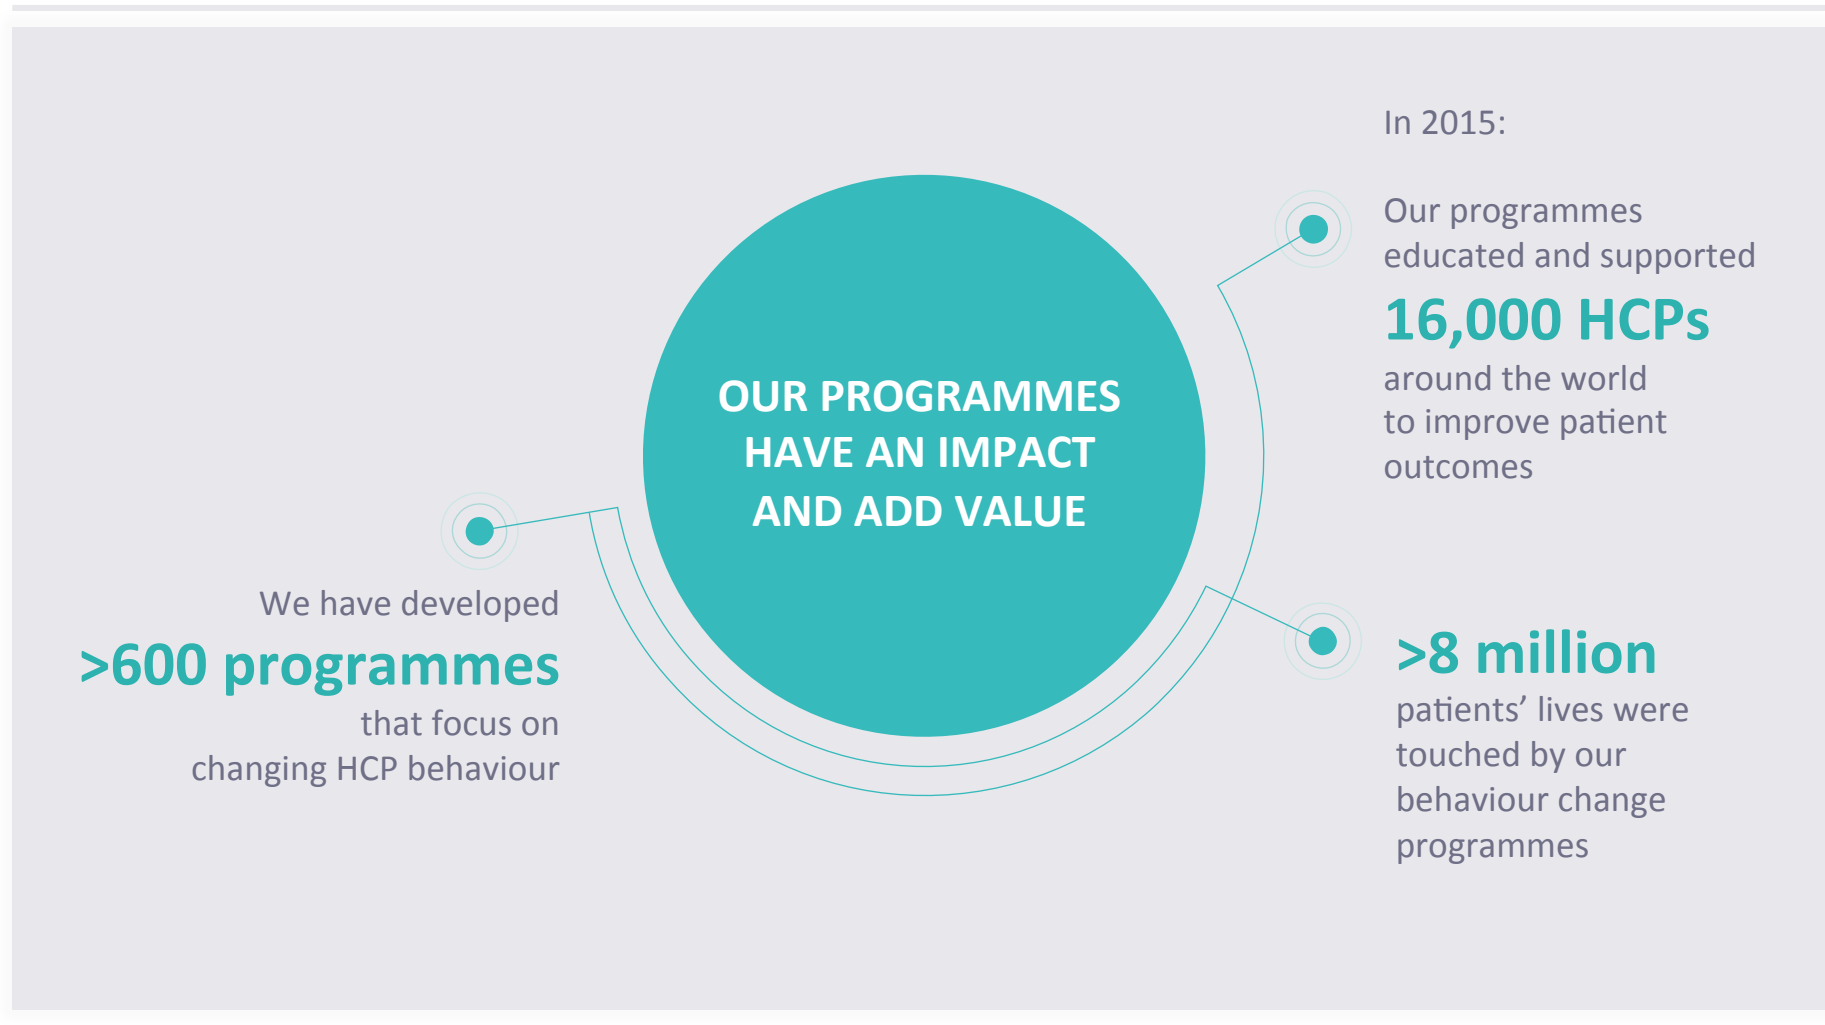 OUR PROGRAMMES
HAVE AN IMPACT
AND ADD VALUE
We have developed
>600 programmes
that focus on
changing HCP behaviour
In 2015:
Our programmes
educated and supported
16,000 HCPs
around the world
to improve patient
outcomes
>8 million
patients’ lives were
touched by our
behaviour change
programmes